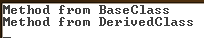 Method from BaseClass
Method from DerivedClass